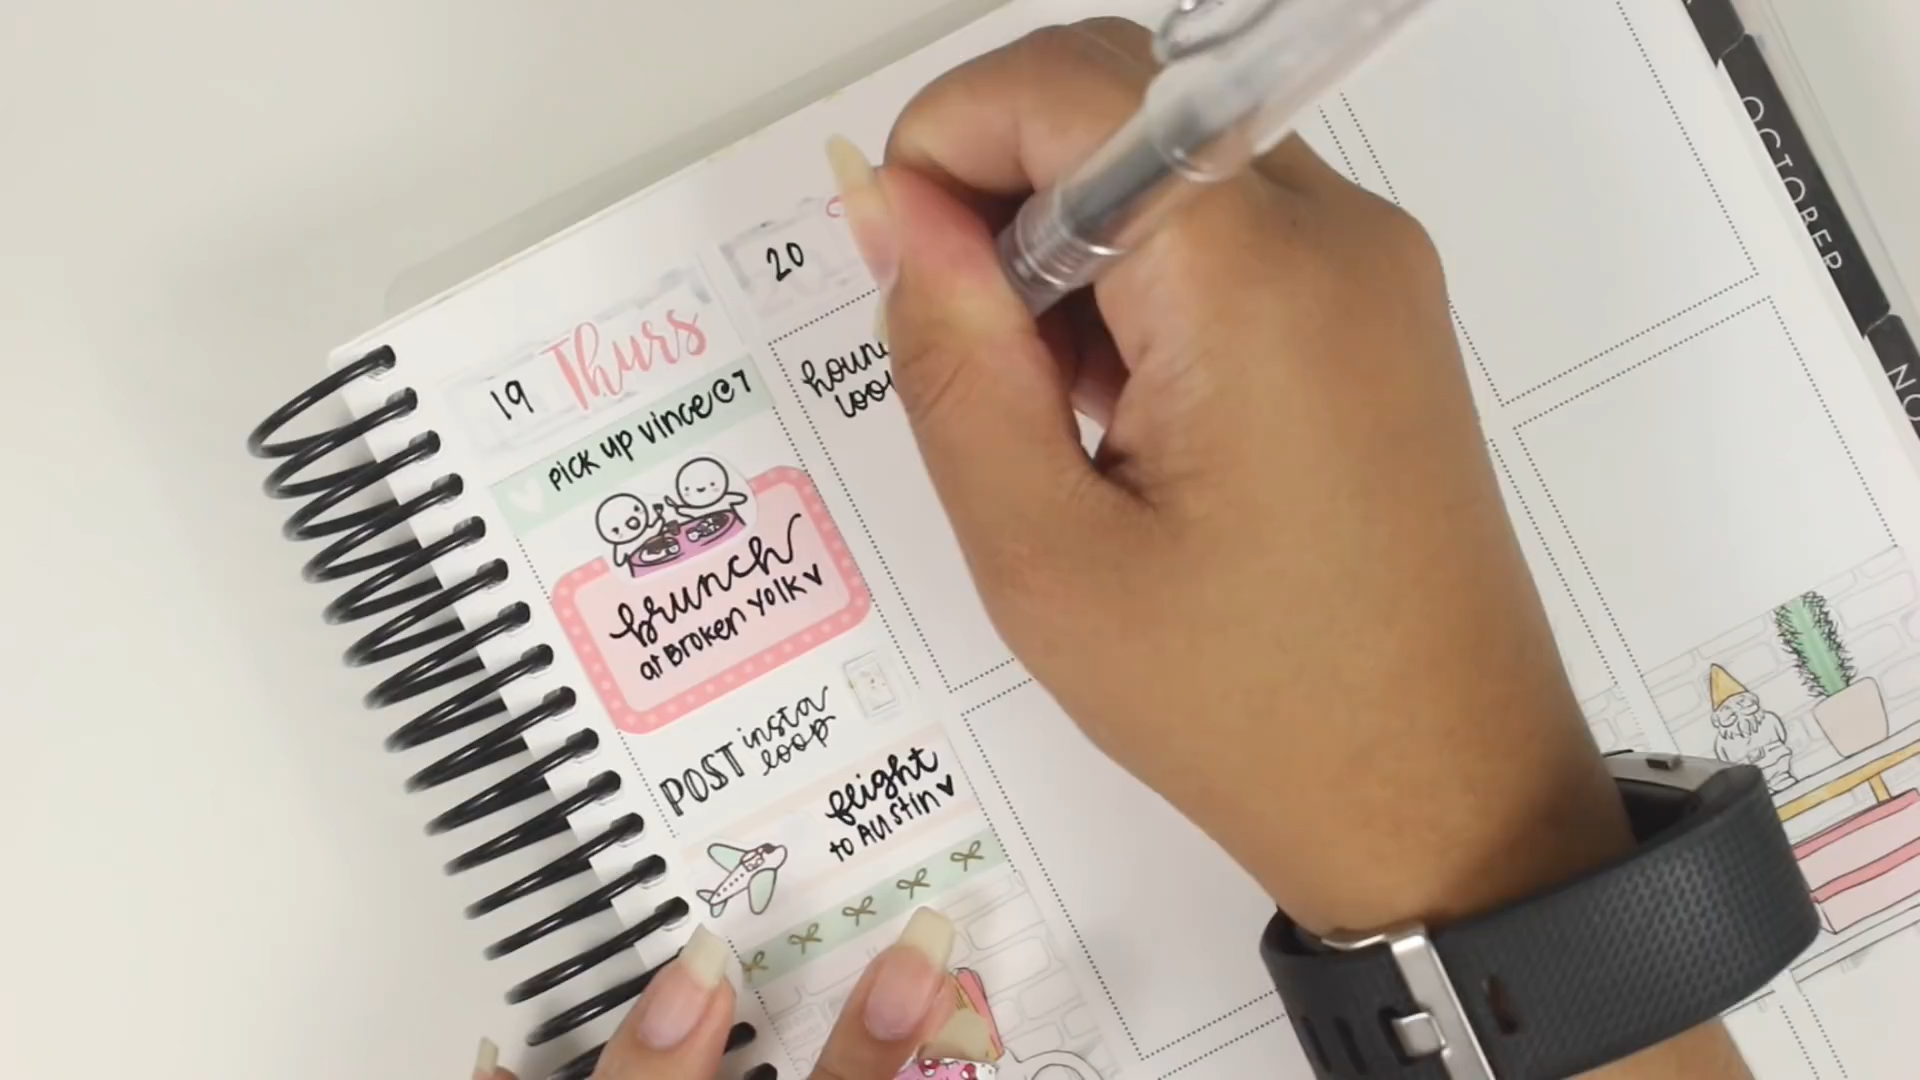 19 Thurs
pick up vince @ 7
brunch
at Broken Yolk
POST insta
loop
flight
to Austin
20
OCTOBER